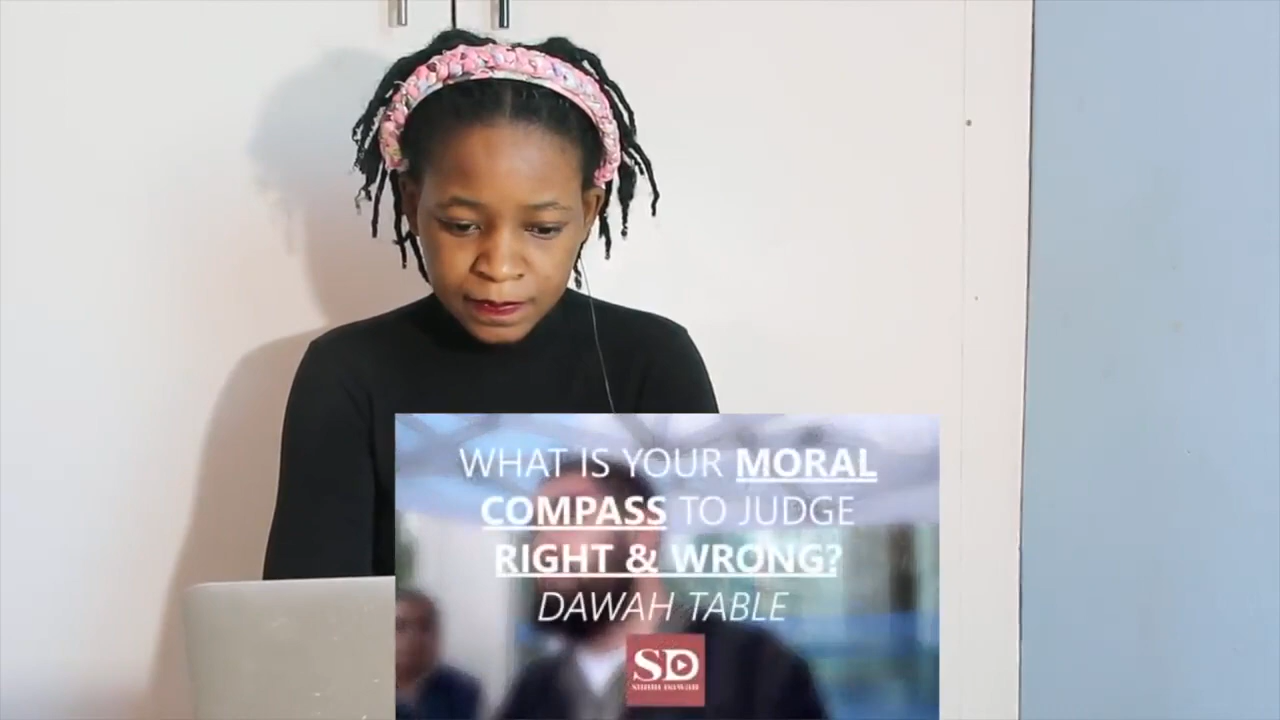 WHAT IS YOUR MORAL
COMPASS TO JUDGE
RIGHT & WRONG?
DAWAH TABLE
SD